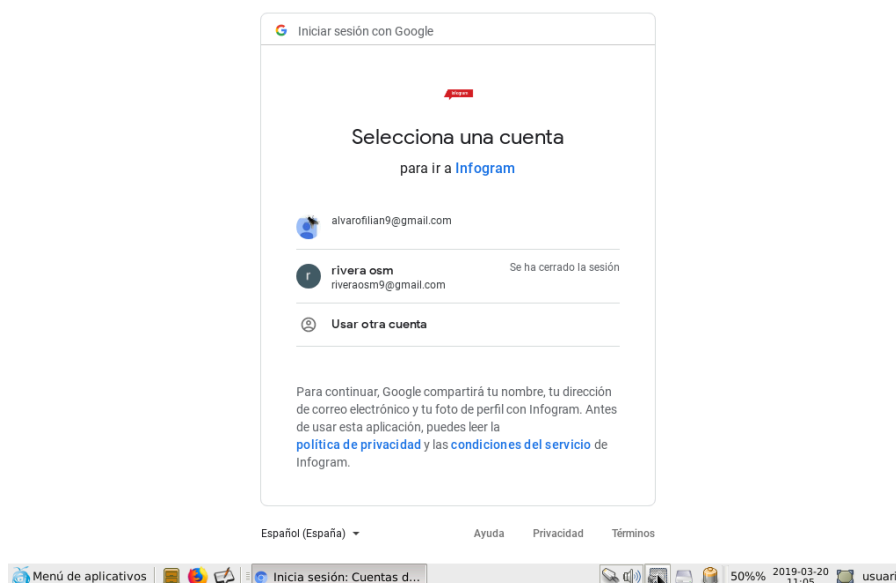 Iniciar sesión con Google
Selecciona una cuenta
para ir a Infogram
alvarofilian9@gmail.com
rivera osm
Se ha cerrado la sesión
r
riveraosm9@gmail.com
Usar otra cuenta
Para continuar, Google compartirá tu nombre, tu dirección
de correo electrónico y tu foto de perfil con Infogram. Antes
de usar esta aplicación, puedes leer la
política de privacidad y las condiciones del servicio de
Infogram.
Español (España)
Ayuda
Privacidad
Términos
Menú de aplicativos
Inicia sesión: Cuentas d...
50%%
2019-03-20
11:05
usuar